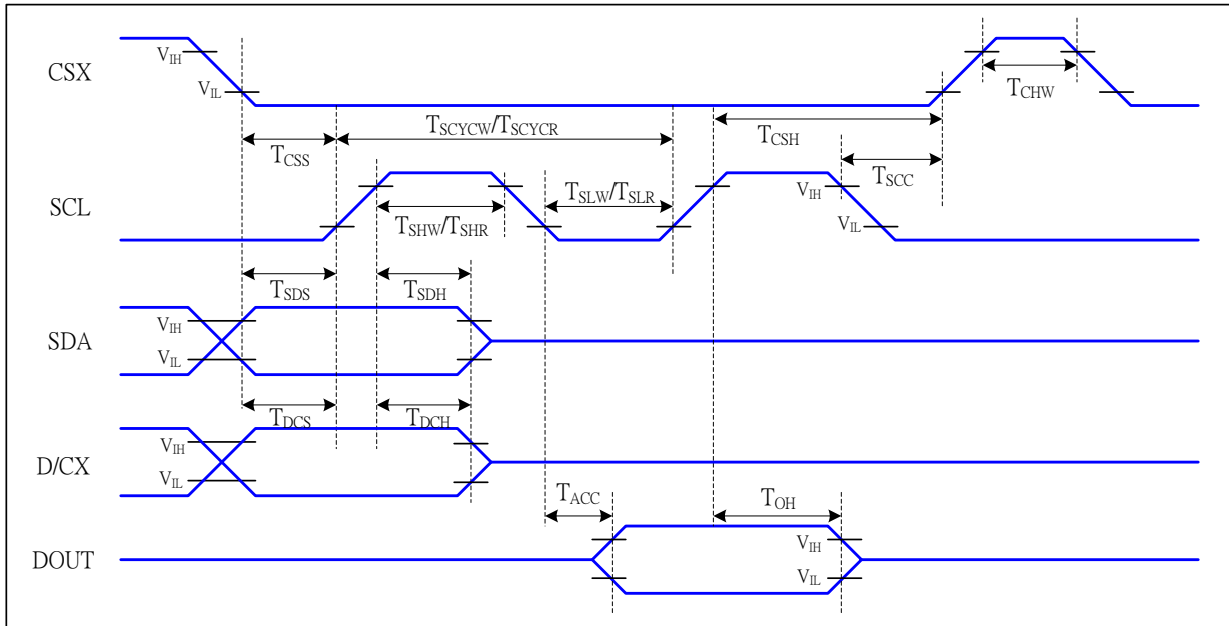 CSX
VIH
VIL
TCHW
TSCYCW/TSCYCR
TCSS
TCSH
TSCC
SCL
TSHW/TSHR
TSLW/TSLR
VIH
VIL
TSDS
TSDH
SDA
VIH
VIL
TDCS
TDCH
D/CX
VIH
VIL
TACC
TOH
DOUT
VIH
VIL